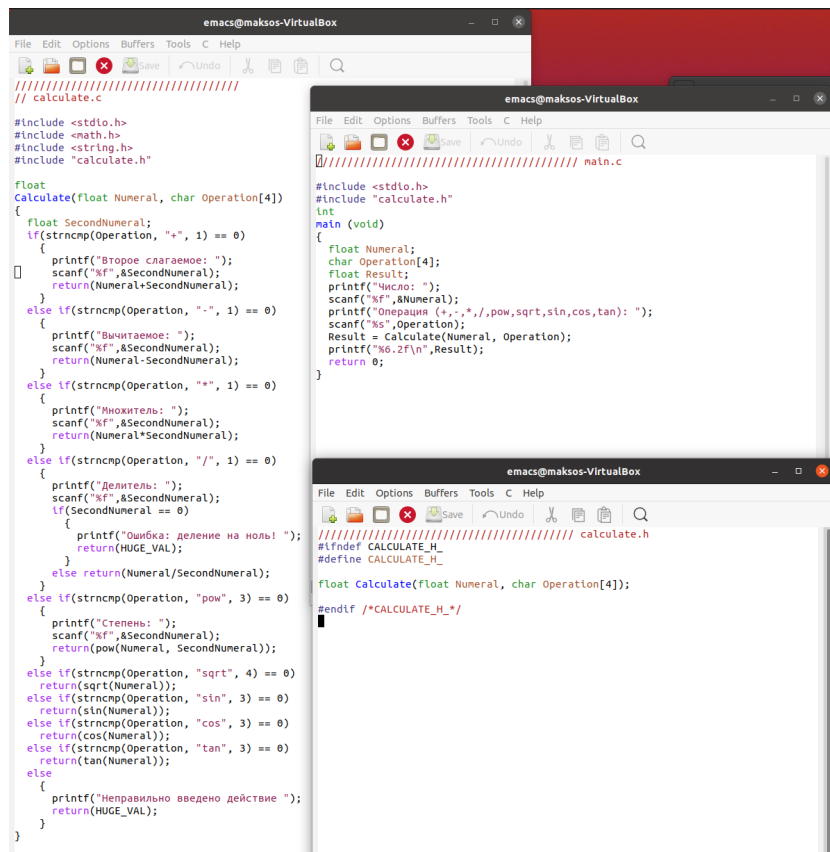 emacs@maksos-VirtualBox
File Edit Options Buffers Tools C Help
Save Undo
////////////////////////////////////
// calculate.c
#include <stdio.h>
#include <math.h>
#include <string.h>
#include "calculate.h"
float
Calculate(float Numeral, char Operation[4])
{
float SecondNumeral;
if(strncmp(Operation, "+", 1) == 0)
{
printf("Второе слагаемое: ");
scanf("%f",&SecondNumeral);
return(Numeral+SecondNumeral);
}
else if(strncmp(Operation, "-", 1) == 0)
{
printf("Вычитаемое: ");
scanf("%f",&SecondNumeral);
return(Numeral-SecondNumeral);
}
else if(strncmp(Operation, "*", 1) == 0)
{
printf("Множитель: ");
scanf("%f",&SecondNumeral);
return(Numeral*SecondNumeral);
}
else if(strncmp(Operation, "/", 1) == 0)
{
printf("Делитель: ");
scanf("%f",&SecondNumeral);
if(SecondNumeral == 0)
{
printf("Ошибка: деление на ноль! ");
return(HUGE_VAL);
}
else return(Numeral/SecondNumeral);
}
else if(strncmp(Operation, "pow", 3) == 0)
{
printf("Степень: ");
scanf("%f",&SecondNumeral);
return(pow(Numeral, SecondNumeral));
}
else if(strncmp(Operation, "sqrt", 4) == 0)
return(sqrt(Numeral));
else if(strncmp(Operation, "sin", 3) == 0)
return(sin(Numeral));
else if(strncmp(Operation, "cos", 3) == 0)
return(cos(Numeral));
else if(strncmp(Operation, "tan", 3) == 0)
return(tan(Numeral));
else
{
printf("Неправильно введено действие ");
return(HUGE_VAL);
}
}
emacs@maksos-VirtualBox
File Edit Options Buffers Tools C Help
Save Undo
////////////////////////////////////////// main.c
#include <stdio.h>
#include "calculate.h"
int
main (void)
{
float Numeral;
char Operation[4];
float Result;
printf("Число: ");
scanf("%f",&Numeral);
printf("Операция (+,-,*,/,pow,sqrt,sin,cos,tan): ");
scanf("%s",Operation);
Result = Calculate(Numeral, Operation);
printf("%6.2f\n",Result);
return 0;
}
emacs@maksos-VirtualBox
File Edit Options Buffers Tools C Help
Save Undo
///////////////////////////////////////// calculate.h
#ifndef CALCULATE_H_
#define CALCULATE_H_
float Calculate(float Numeral, char Operation[4]);
#endif /*CALCULATE_H_*/